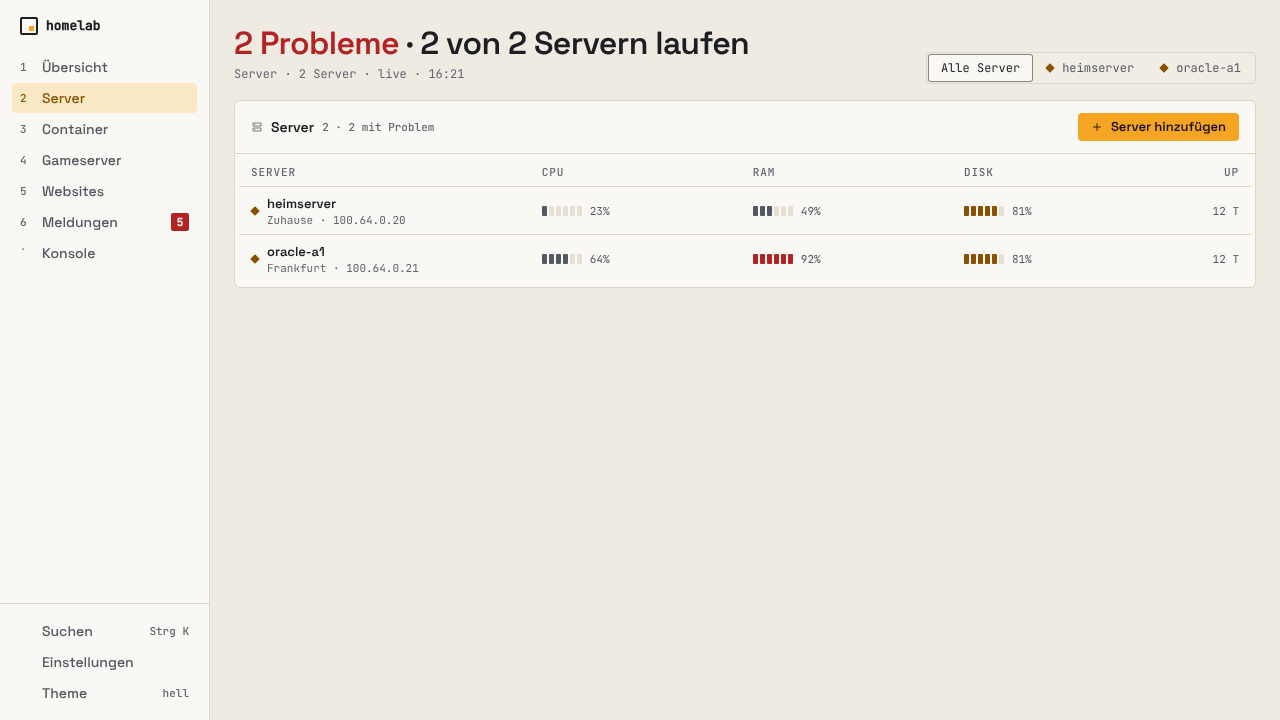 homelab
1 Übersicht
2 Server
3 Container
4 Gameserver
5 Websites
6 Meldungen 5
` Konsole
Suchen Strg K
Einstellungen
Theme hell
2 Probleme · 2 von 2 Servern laufen
Server · 2 Server · live · 16:21
Alle Server heimserver oracle-a1
Server 2 · 2 mit Problem + Server hinzufügen
SERVER CPU RAM DISK UP
heimserver
Zuhause · 100.64.0.20 23% 49% 81% 12 T
oracle-a1
Frankfurt · 100.64.0.21 64% 92% 81% 12 T